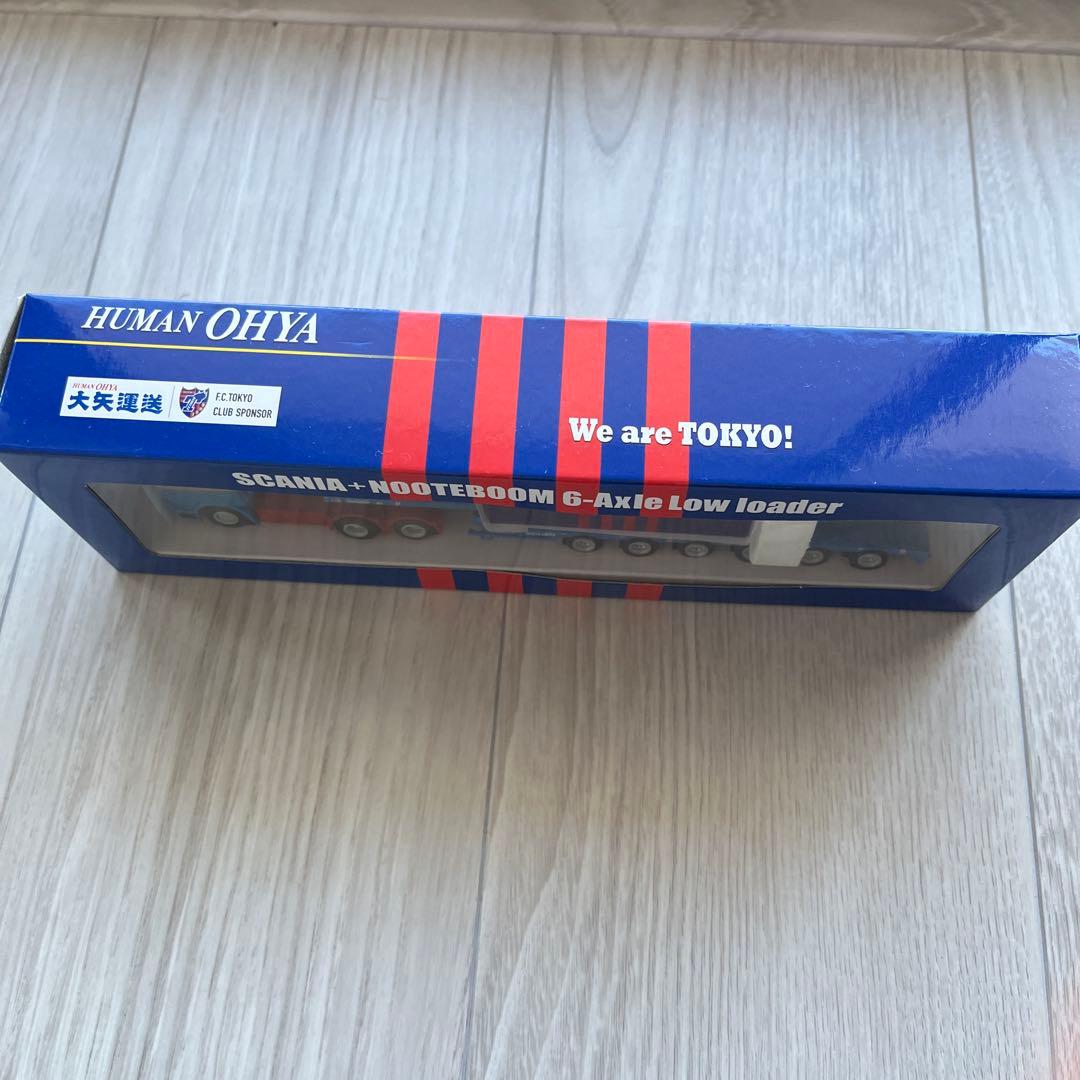 HUMAN OHYA
HUMAN OHYA
大矢運送
F.C.TOKYO
CLUB SPONSOR
We are TOKYO!
SCANIA+NOOTEBOOM 6-Axle Low loader